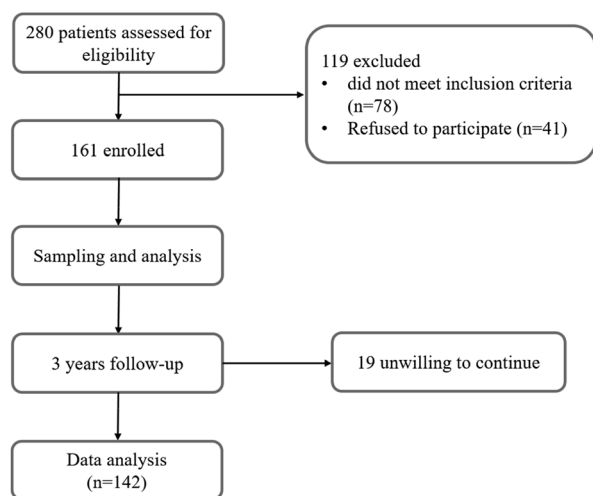 280 patients assessed for
eligibility
119 excluded
• did not meet inclusion criteria
(n=78)
• Refused to participate (n=41)
161 enrolled
Sampling and analysis
3 years follow-up
19 unwilling to continue
Data analysis
(n=142)